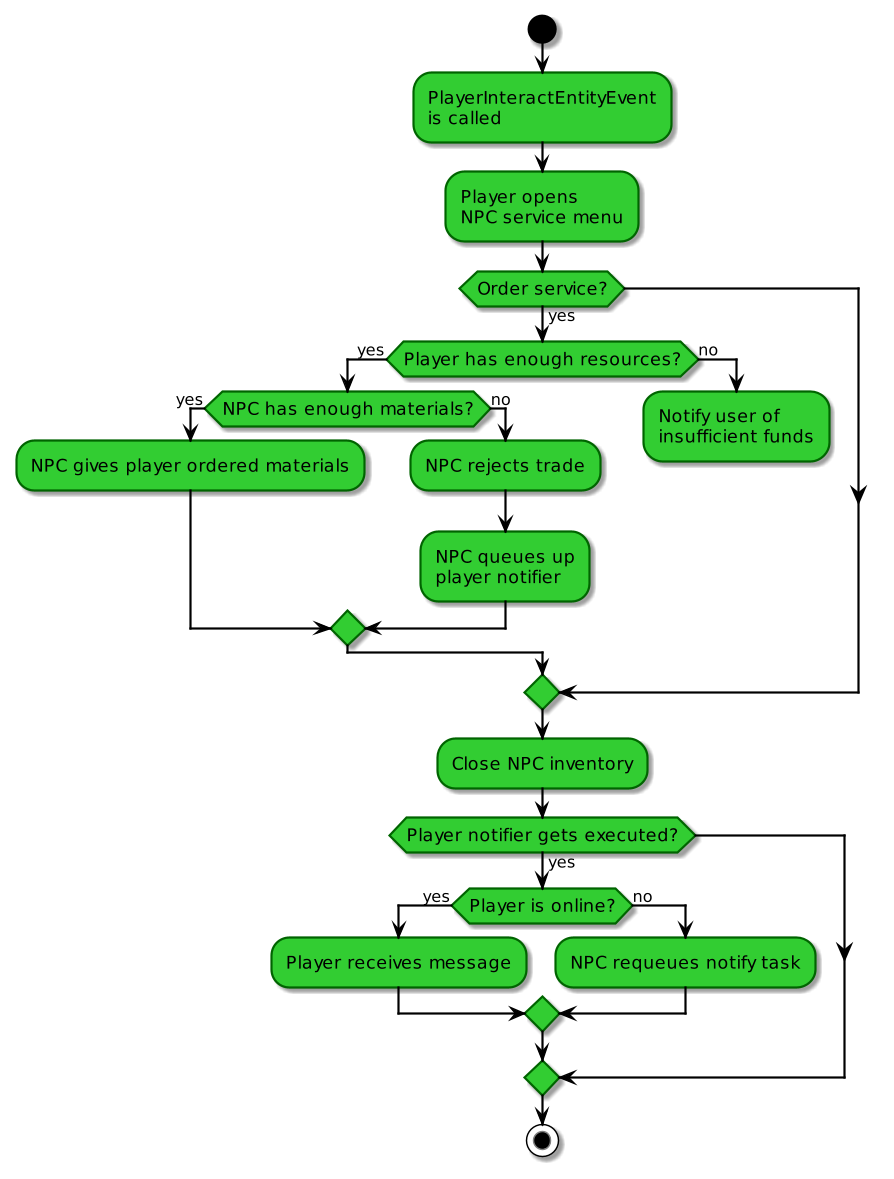 PlayerInteractEntityEvent
is called
Player opens
NPC service menu
Order service?
yes
Player has enough resources?
yes
no
NPC has enough materials?
yes
no
Notify user of
insufficient funds
NPC gives player ordered materials
NPC rejects trade
NPC queues up
player notifier
Close NPC inventory
Player notifier gets executed?
yes
Player is online?
yes
no
Player receives message
NPC requeues notify task